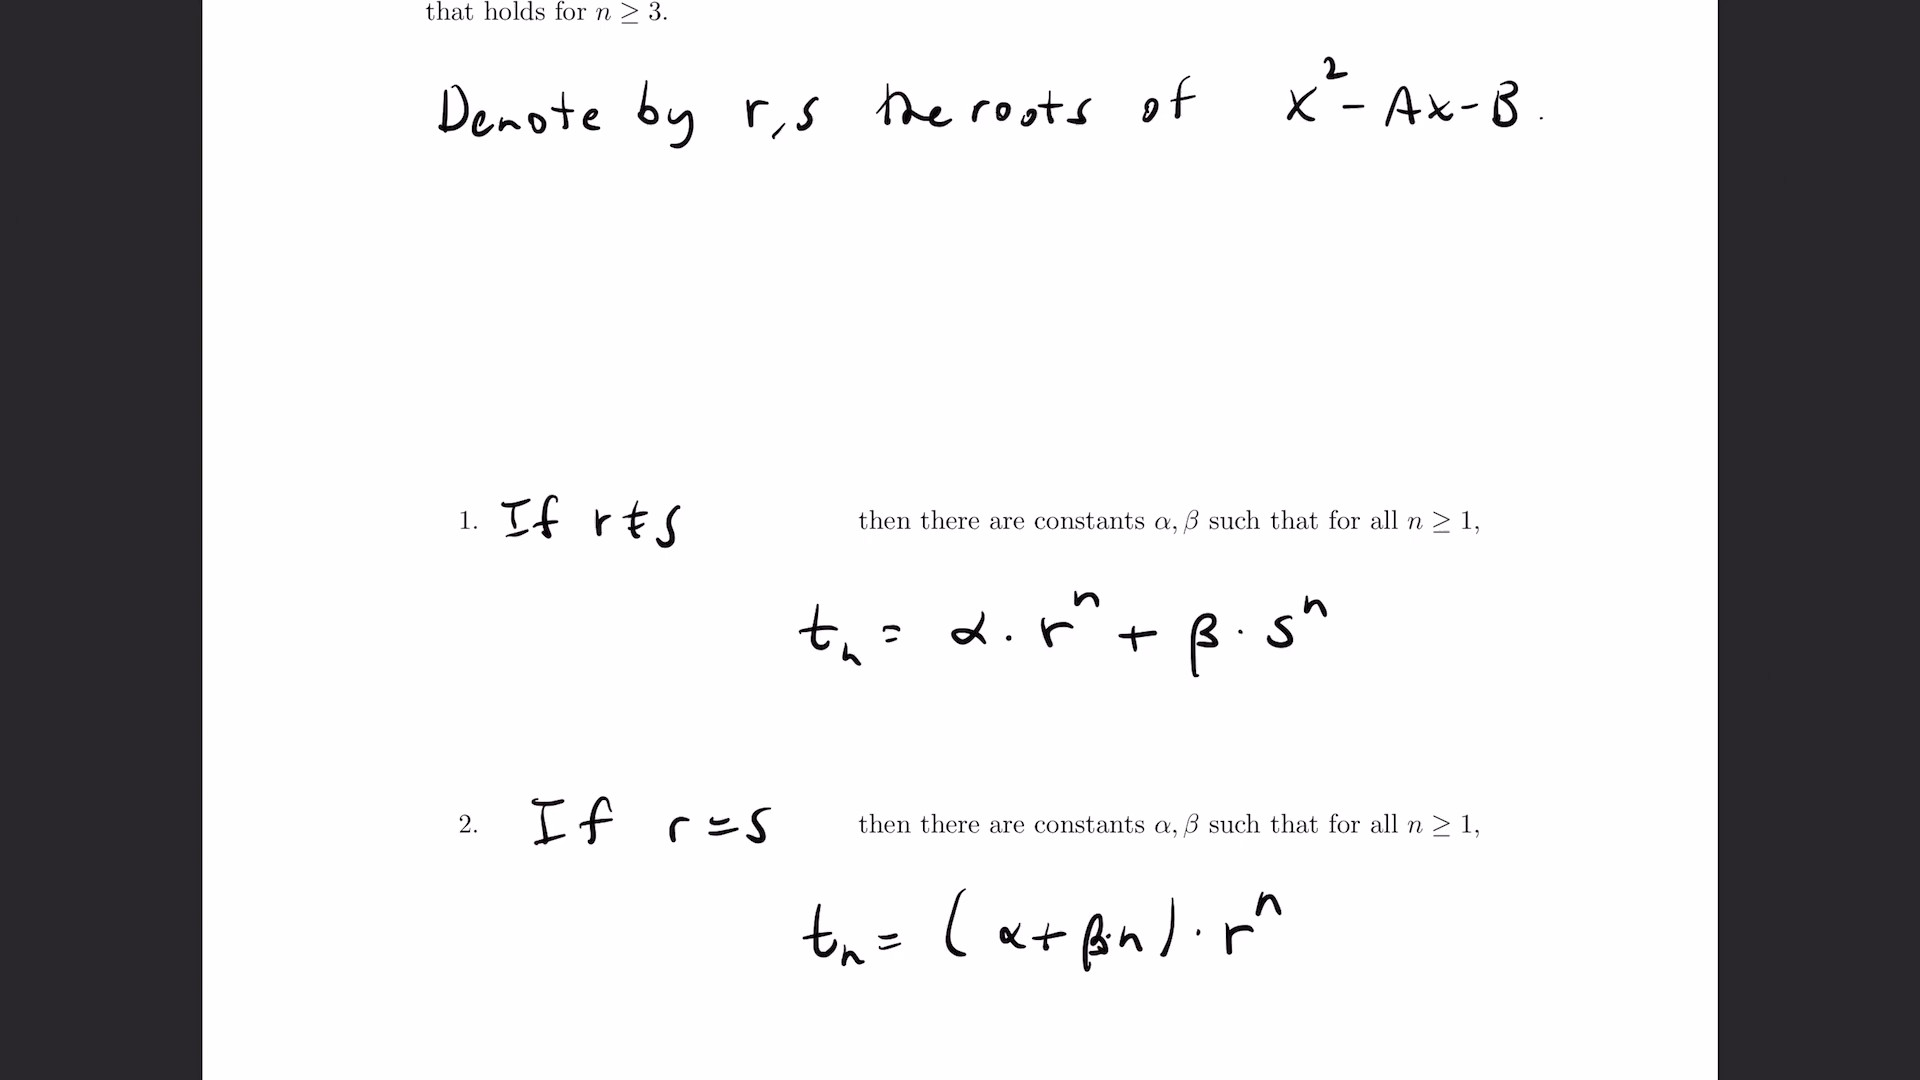 that holds for n ≥ 3.
Denote by r, s the roots of x² - Ax - B.
1. If r ≠ s then there are constants α, β such that for all n ≥ 1,
tₙ = α · rⁿ + β · sⁿ
2. If r = s then there are constants α, β such that for all n ≥ 1,
tₙ = (α + β·n) · rⁿ